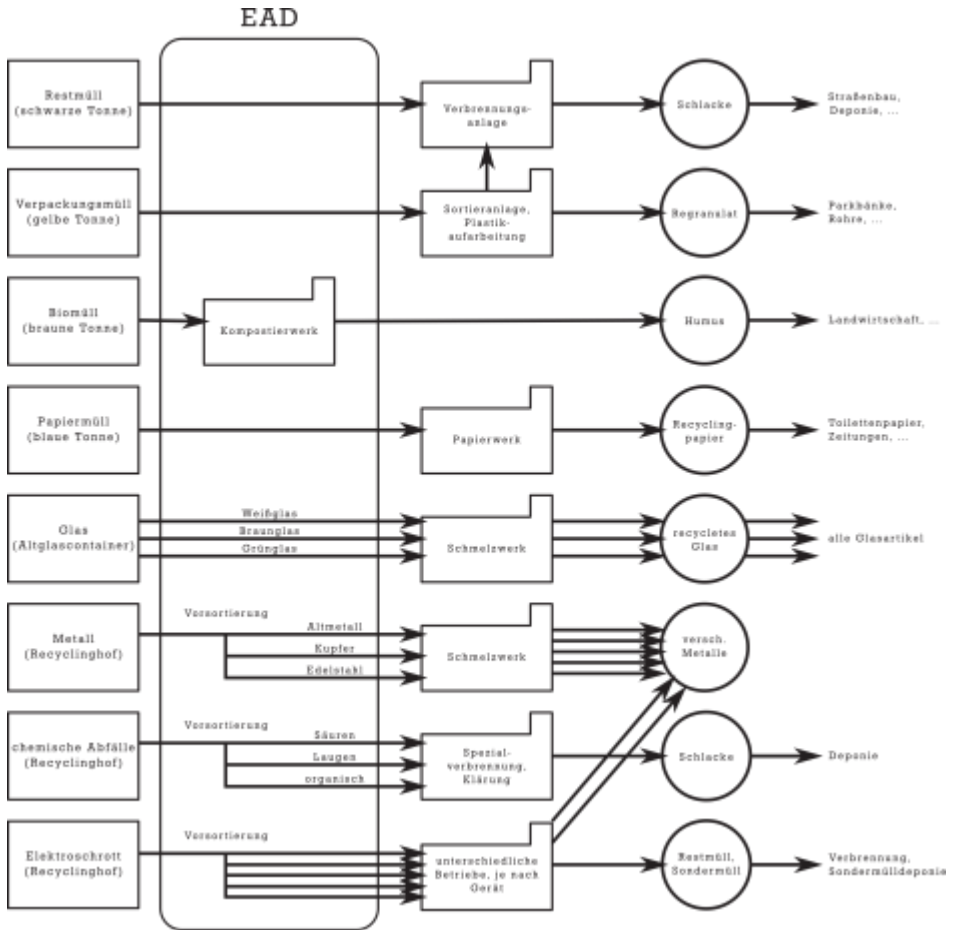 EAD
Restmüll
(schwarze Tonne)
Verbrennungs-
anlage
Schlacke
Straßenbau,
Deponie, ...
Verpackungsmüll
(gelbe Tonne)
Sortieranlage,
Plastik-
aufarbeitung
Regranulat
Parkbänke,
Rohre, ...
Biomüll
(braune Tonne)
Kompostierwerk
Humus
Landwirtschaft, ...
Papiermüll
(blaue Tonne)
Papierwerk
Recycling-
papier
Toilettenpapier,
Zeitungen, ...
Glas
(Altglascontainer)
Weißglas
Braunglas
Grünglas
Schmelzwerk
recycletes
Glas
alle Glasartikel
Metall
(Recyclinghof)
Vorsortierung
Altmetall
Kupfer
Edelstahl
Schmelzwerk
versch.
Metalle
chemische Abfälle
(Recyclinghof)
Vorsortierung
Säuren
Laugen
organisch
Spezial-
verbrennung,
Klärung
Schlacke
Deponie
Elektroschrott
(Recyclinghof)
Vorsortierung
unterschiedliche
Betriebe, je nach
Gerät
Restmüll,
Sondermüll
Verbrennung,
Sondermülldeponie